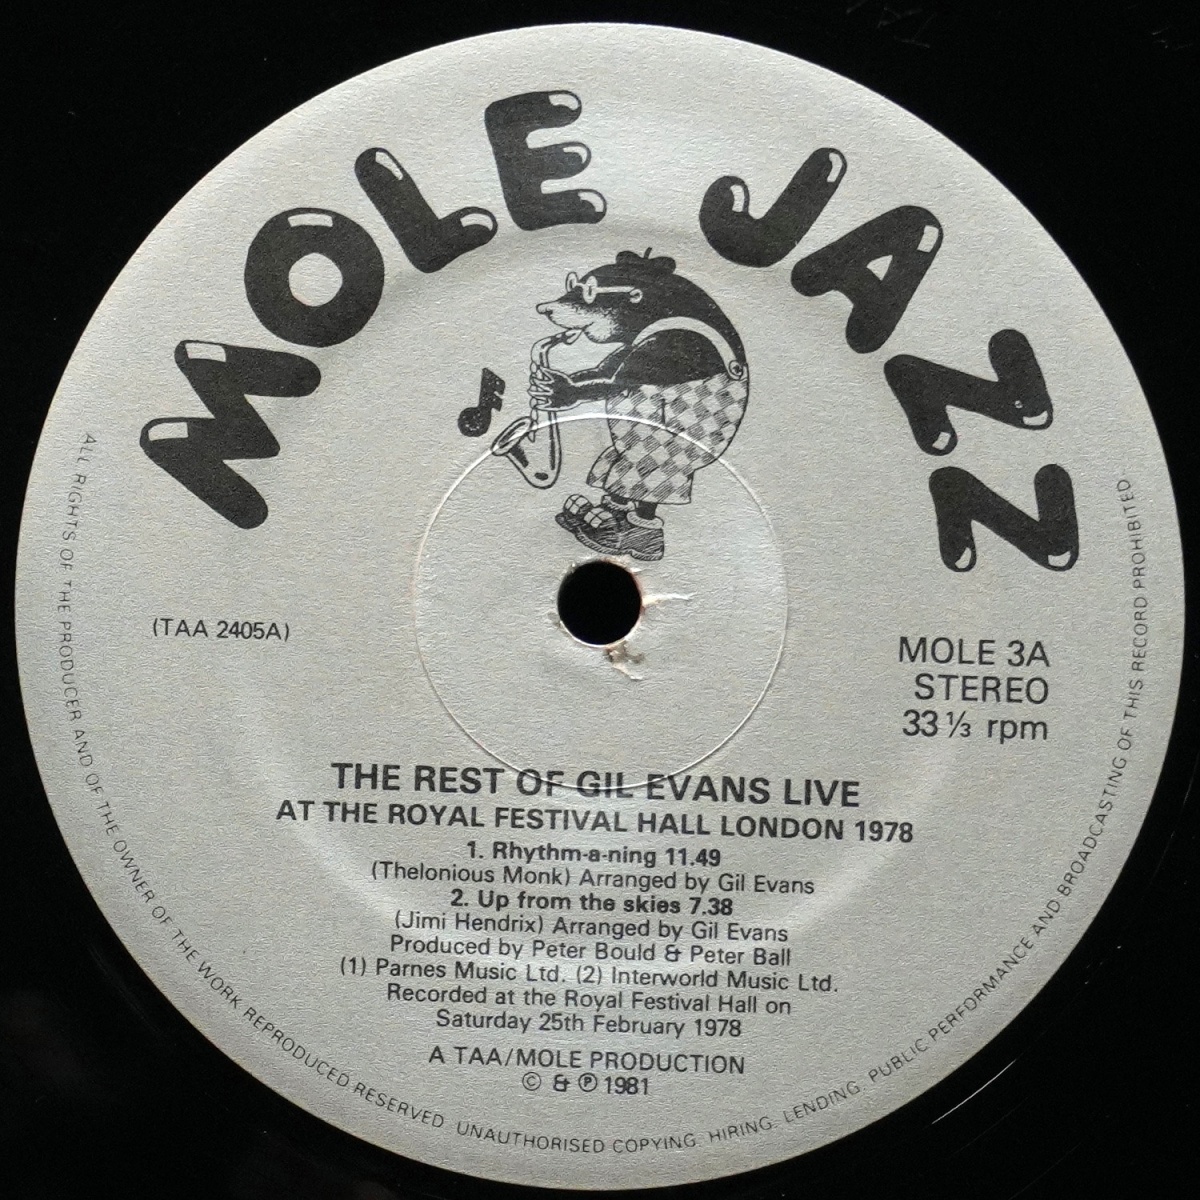 MOLE JAZZ
(TAA 2405A)
MOLE 3A
STEREO
33⅓ rpm
THE REST OF GIL EVANS LIVE
AT THE ROYAL FESTIVAL HALL LONDON 1978
1. Rhythm-a-ning 11.49
(Thelonious Monk) Arranged by Gil Evans
2. Up from the skies 7.38
(Jimi Hendrix) Arranged by Gil Evans
Produced by Peter Bould & Peter Ball
(1) Parnes Music Ltd. (2) Interworld Music Ltd.
Recorded at the Royal Festival Hall on
Saturday 25th February 1978
A TAA/MOLE PRODUCTION
© & ℗ 1981
ALL RIGHTS OF THE PRODUCER AND OF THE OWNER OF THE WORK REPRODUCED RESERVED. UNAUTHORISED COPYING. HIRING. LENDING. PUBLIC PERFORMANCE AND BROADCASTING OF THIS RECORD PROHIBITED